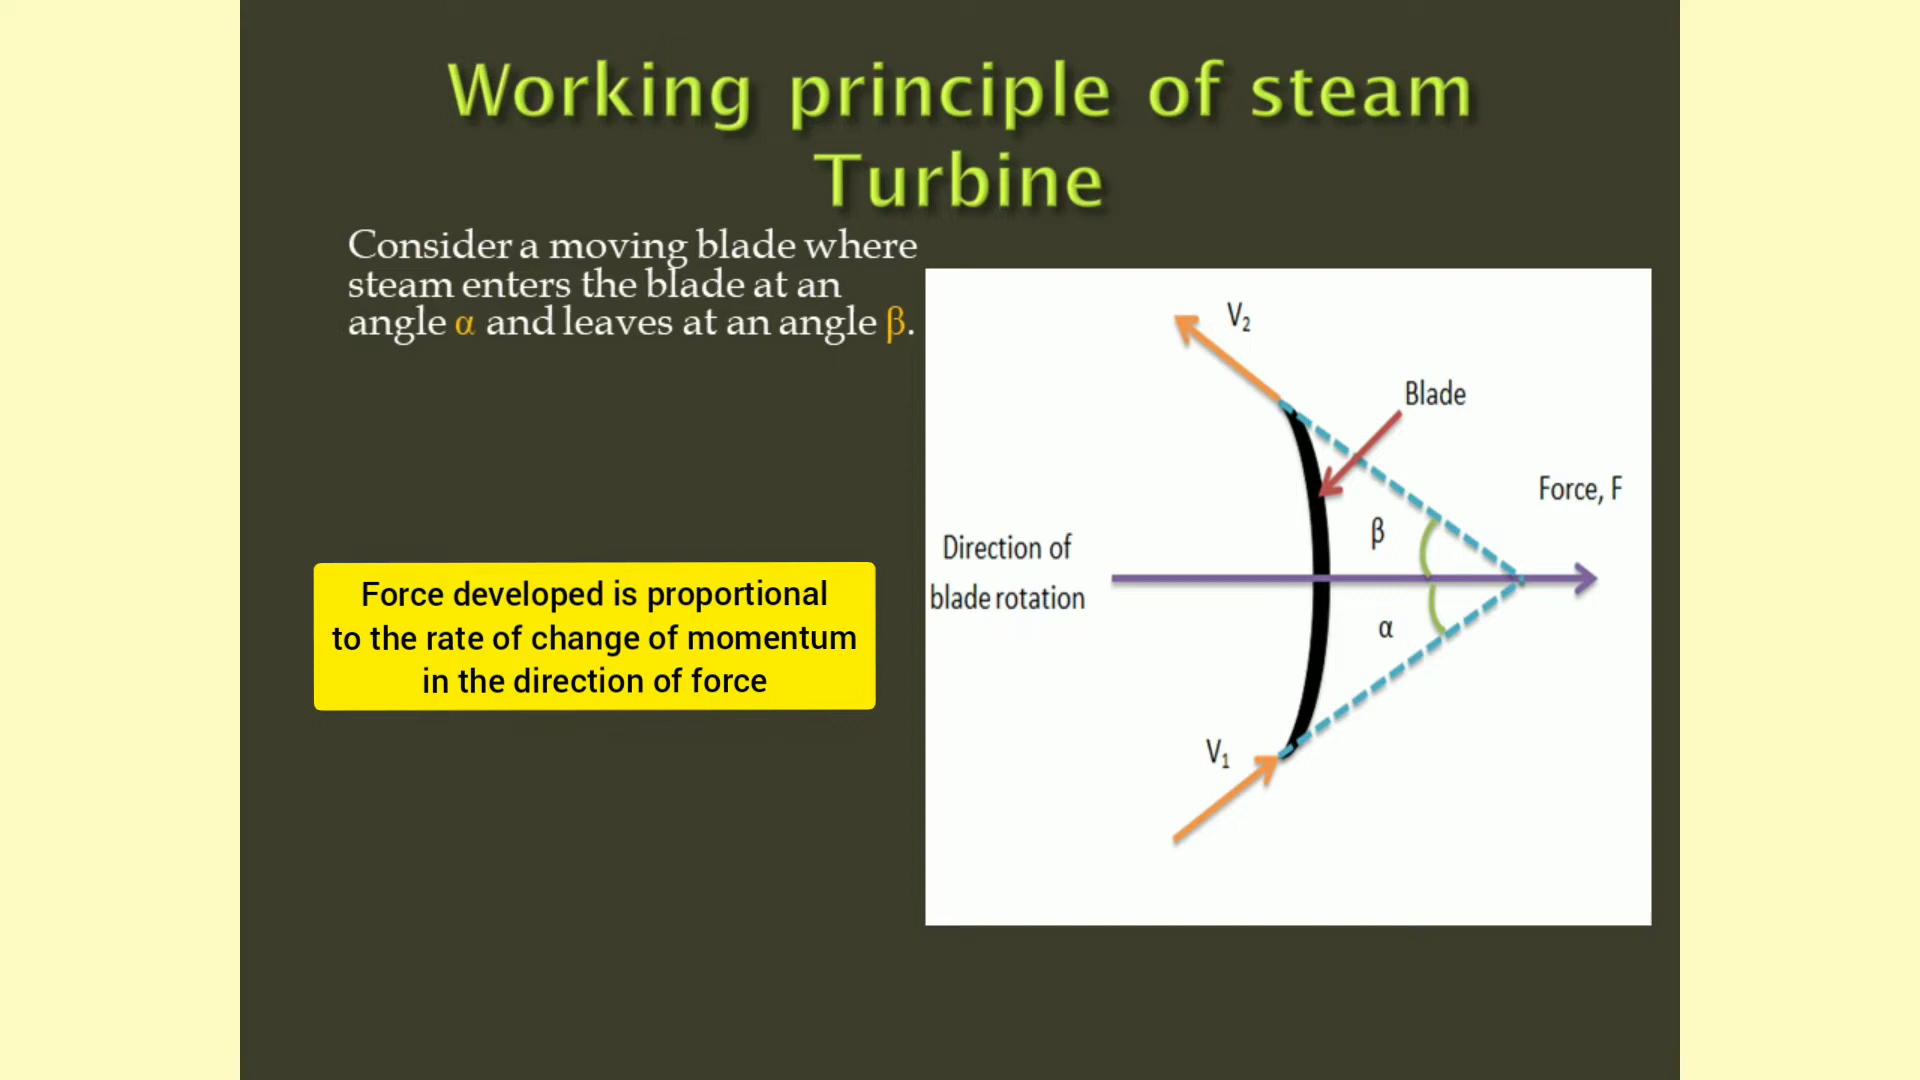 Working principle of steam
Turbine
Consider a moving blade where
steam enters the blade at an
angle α and leaves at an angle β.
Force developed is proportional
to the rate of change of momentum
in the direction of force
V₂
Blade
Force, F
β
Direction of
blade rotation
α
V₁